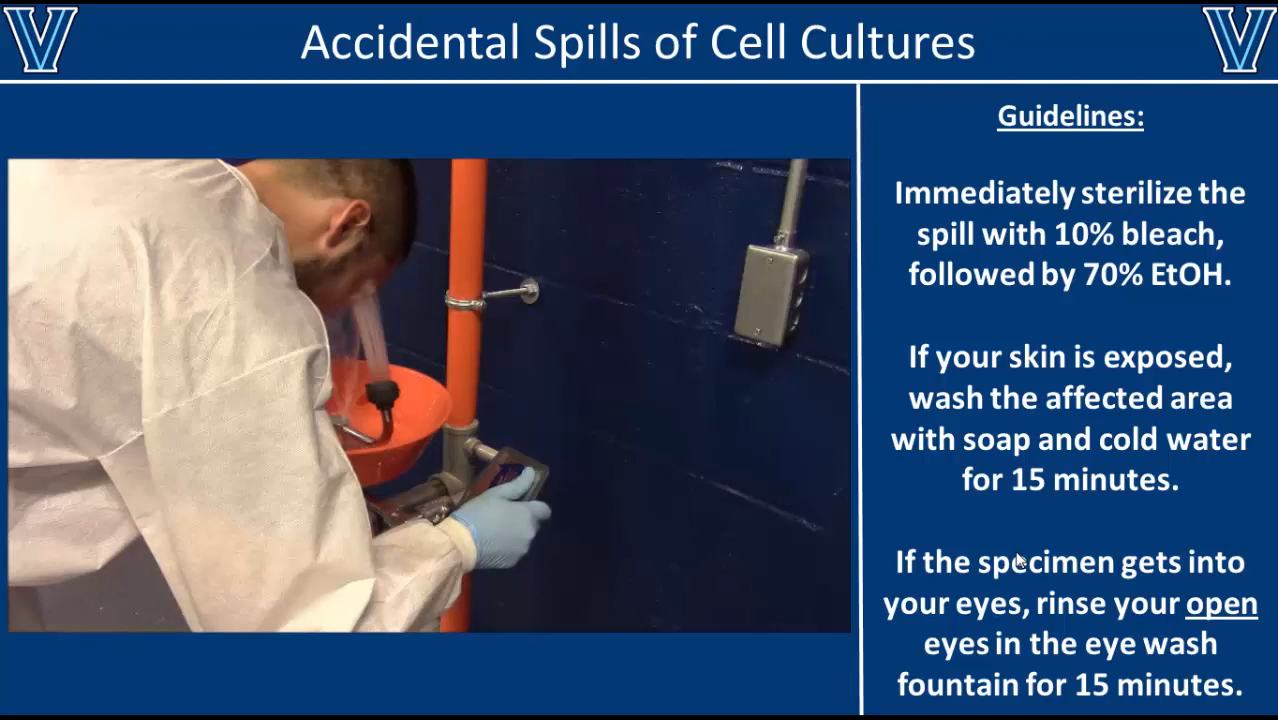 V
Accidental Spills of Cell Cultures
V
Guidelines:
Immediately sterilize the
spill with 10% bleach,
followed by 70% EtOH.
If your skin is exposed,
wash the affected area
with soap and cold water
for 15 minutes.
If the specimen gets into
your eyes, rinse your open
eyes in the eye wash
fountain for 15 minutes.